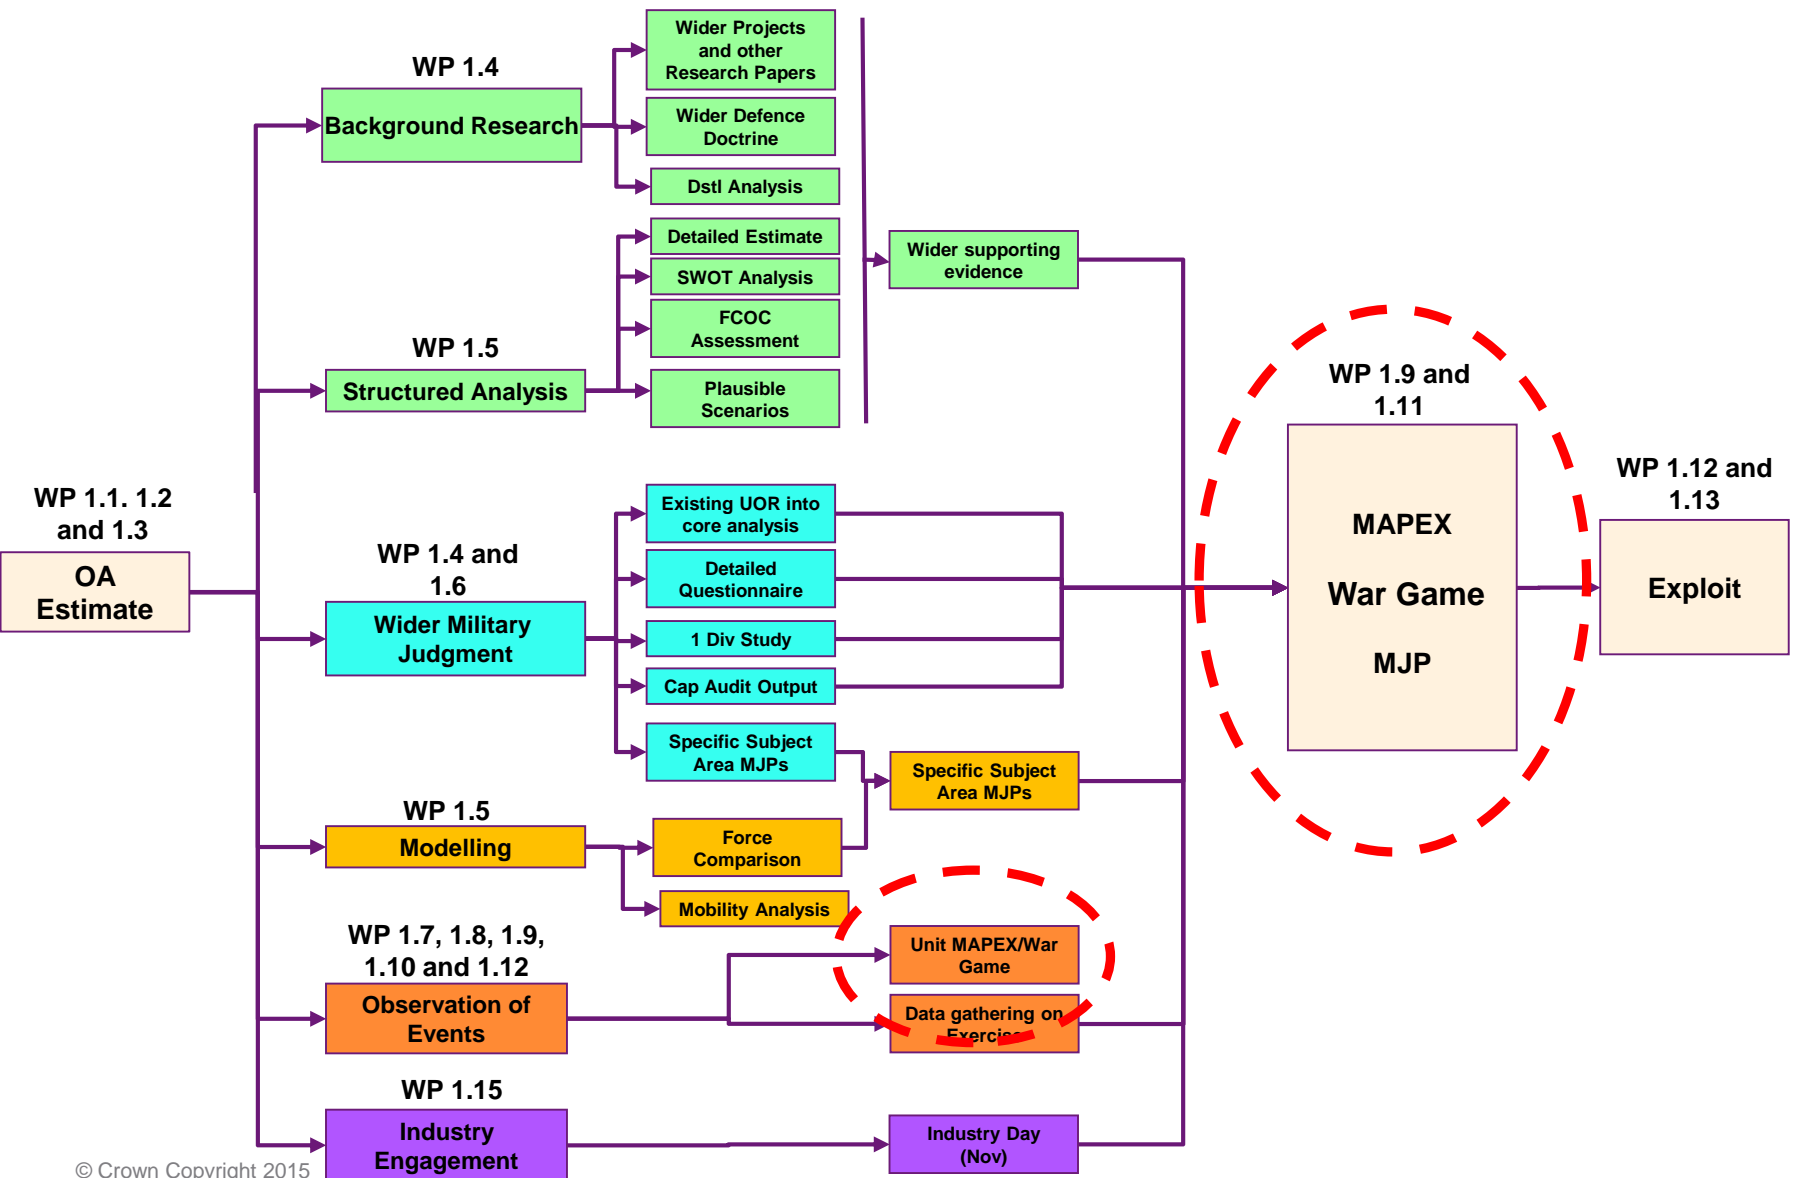 WP 1.4
Background Research
Wider Projects
and other
Research Papers
Wider Defence
Doctrine
Dstl Analysis
WP 1.5
Structured Analysis
Detailed Estimate
SWOT Analysis
FCOC
Assessment
Plausible
Scenarios
Wider supporting
evidence
WP 1.1. 1.2
and 1.3
OA
Estimate
WP 1.4 and
1.6
Wider Military
Judgment
Existing UOR into
core analysis
Detailed
Questionnaire
1 Div Study
Cap Audit Output
Specific Subject
Area MJPs
Specific Subject
Area MJPs
WP 1.5
Modelling
Force
Comparison
Mobility Analysis
WP 1.7, 1.8, 1.9,
1.10 and 1.12
Observation of
Events
Unit MAPEX/War
Game
Data gathering on
Exercise
WP 1.15
Industry
Engagement
Industry Day
(Nov)
WP 1.9 and
1.11
MAPEX
War Game
MJP
WP 1.12 and
1.13
Exploit
© Crown Copyright 2015